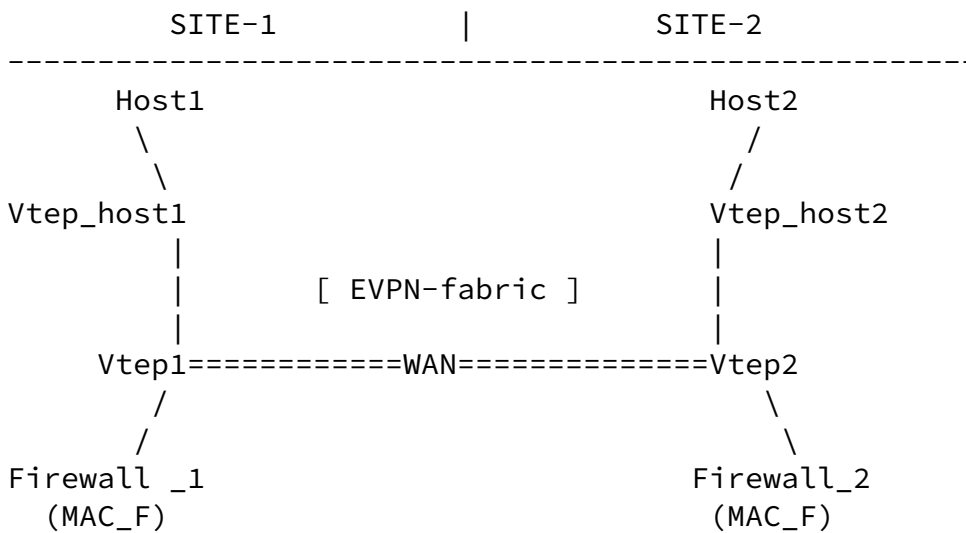 SITE-1 | SITE-2
Host1 Host2
Vtep_host1 Vtep_host2
[ EVPN-fabric ]
Vtep1============WAN==============Vtep2
Firewall _1 Firewall_2
(MAC_F) (MAC_F)